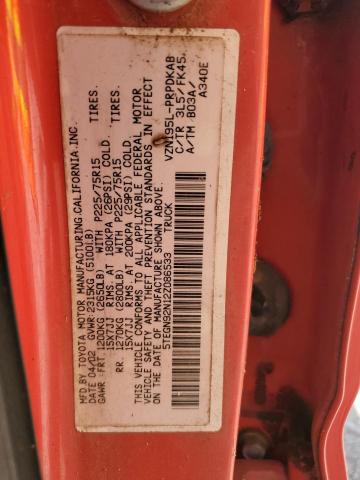 MFD BY TOYOTA MOTOR MANUFACTURING,CALIFORNIA.INC.
DATE 04/02 GVWR:2315KG (5100LB)
GAWR FRT: 1200KG (2650LB) WITH P225/75R15 TIRES.
15X7JJ RIMS AT 180KPA (26PSI) COLD.
RR 1270KG (2800LB) WITH P225/75R15 TIRES.
15X7JJ RIMS AT 200KPA (29PSI) COLD.
THIS VEHICLE CONFORMS TO ALL APPLICABLE FEDERAL MOTOR
VEHICLE SAFETY AND THEFT PREVENTION STANDARDS IN EFFECT
ON THE DATE OF MANUFACTURE SHOWN ABOVE.
5TEGN92N12Z086533 TRUCK
VZN195L-PRPDKAB
C/TR 3L5/FK45
A/TM B03A/
A340E